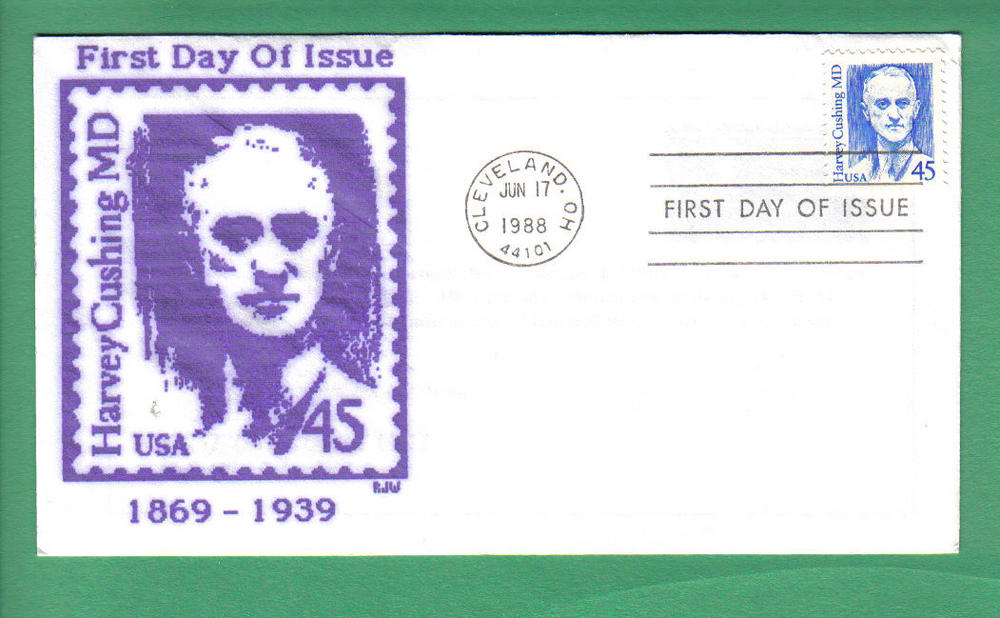 First Day Of Issue
Harvey Cushing MD
USA
45
RJW
1869 - 1939
CLEVELAND. OH
JUN 17
1988
44101
Harvey Cushing MD
USA
45
FIRST DAY OF ISSUE